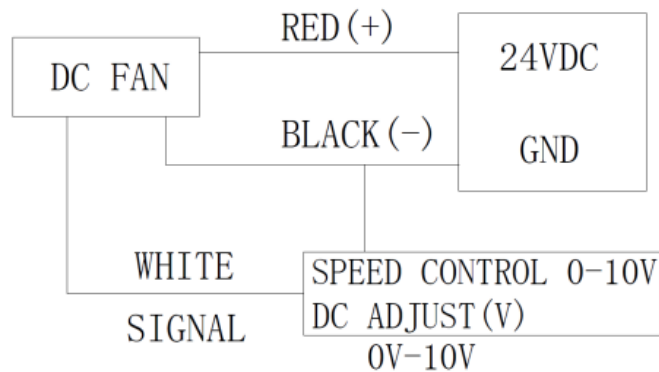 RED(+)
DC FAN
24VDC
BLACK(-)
GND
WHITE
SIGNAL
SPEED CONTROL 0-10V
DC ADJUST(V)
0V-10V